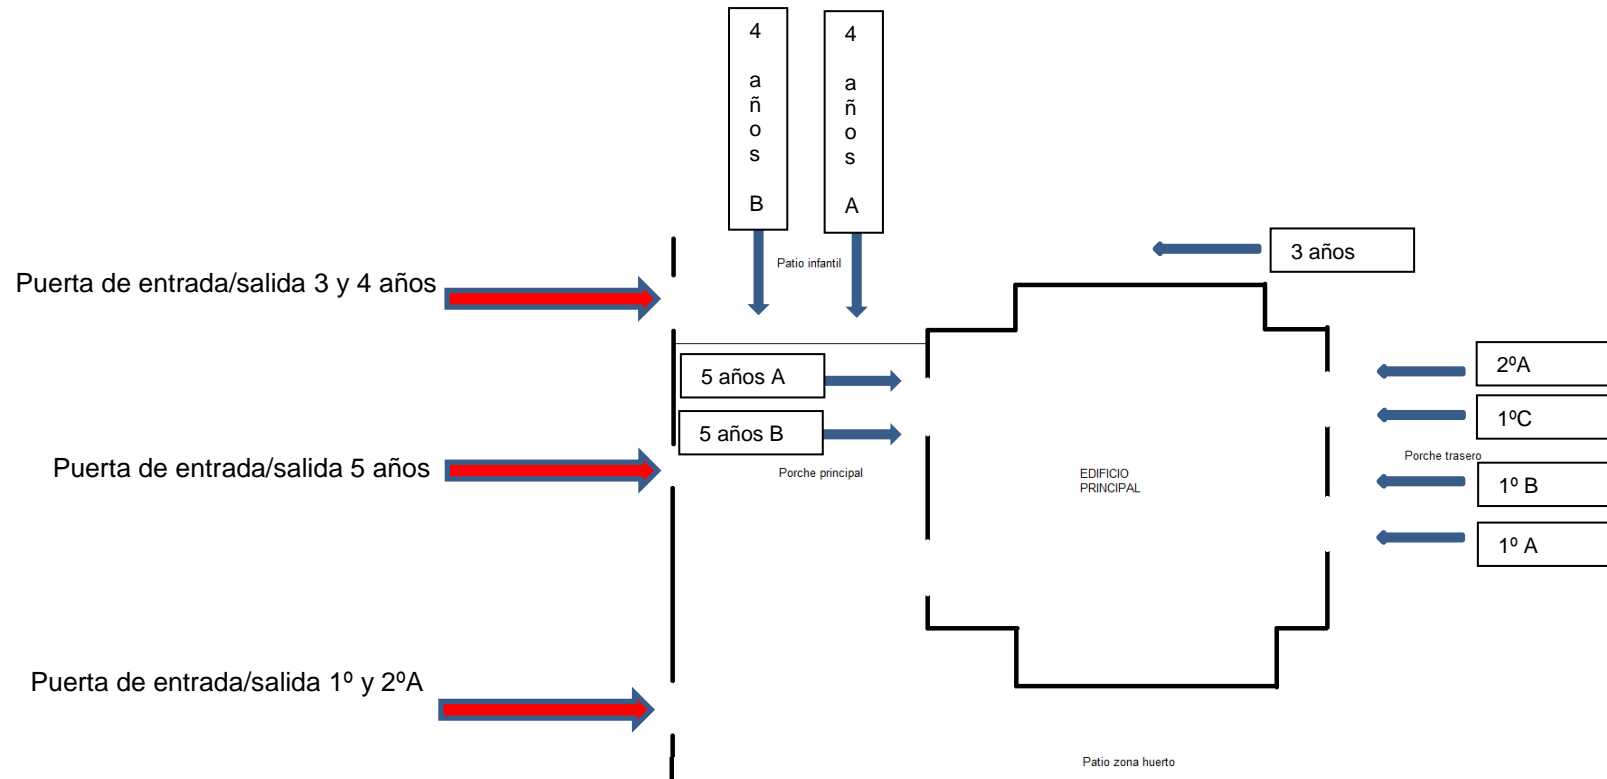 4 años B
4 años A
Patio infantil
3 años
Puerta de entrada/salida 3 y 4 años
5 años A
2ºA
5 años B
1ºC
Puerta de entrada/salida 5 años
Porche principal
EDIFICIO
PRINCIPAL
Porche trasero
1º B
1º A
Puerta de entrada/salida 1º y 2ºA
Patio zona huerto